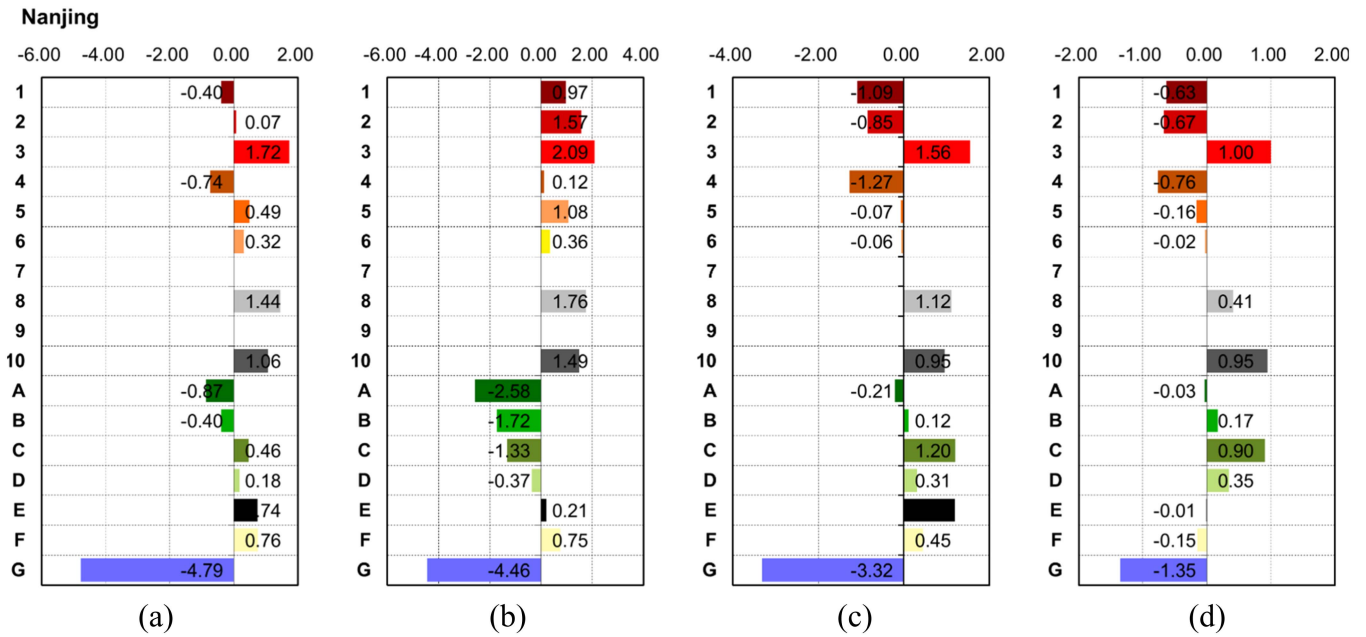 Nanjing
-6.00 -4.00 -2.00 0.00 2.00 -6.00 -4.00 -2.00 0.00 2.00 4.00 -4.00 -2.00 0.00 2.00 -2.00 -1.00 0.00 1.00 2.00
1 -0.40 1 0.97 1 -1.09 1 -0.63
2 0.07 2 1.57 2 -0.85 2 -0.67
3 1.72 3 2.09 3 1.56 3 1.00
4 -0.74 4 0.12 4 -1.27 4 -0.76
5 0.49 5 1.08 5 -0.07 5 -0.16
6 0.32 6 0.36 6 -0.06 6 -0.02
7 7 7 7
8 1.44 8 1.76 8 1.12 8 0.41
9 9 9 9
10 1.06 10 1.49 10 0.95 10 0.95
A -0.87 A -2.58 A -0.21 A -0.03
B -0.40 B -1.72 B 0.12 B 0.17
C 0.46 C -1.33 C 1.20 C 0.90
D 0.18 D -0.37 D 0.31 D 0.35
E .74 E 0.21 E E -0.01
F 0.76 F 0.75 F 0.45 F -0.15
G -4.79 G -4.46 G -3.32 G -1.35
(a) (b) (c) (d)